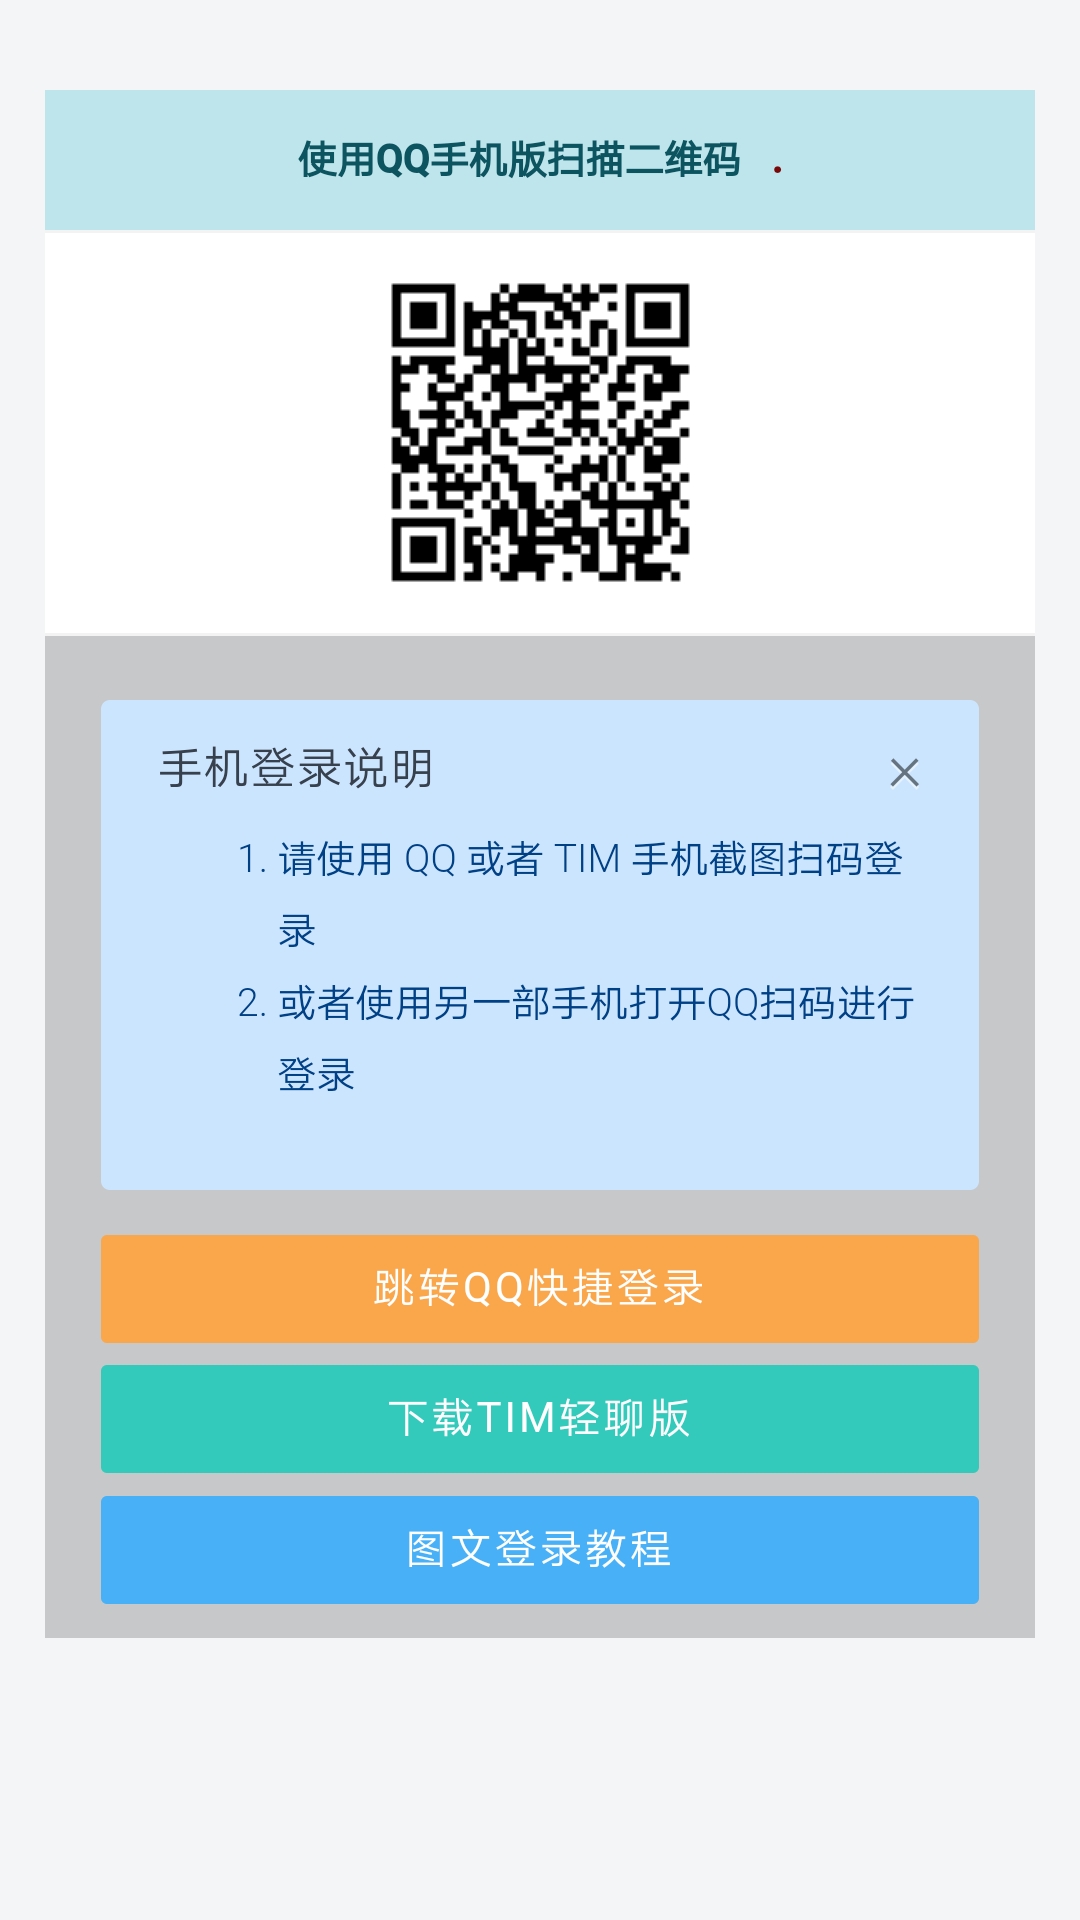 使用QQ手机版扫描二维码 .
手机登录说明
1. 请使用 QQ 或者 TIM 手机截图扫码登
录
2. 或者使用另一部手机打开QQ扫码进行
登录
跳转QQ快捷登录
下载TIM轻聊版
图文登录教程